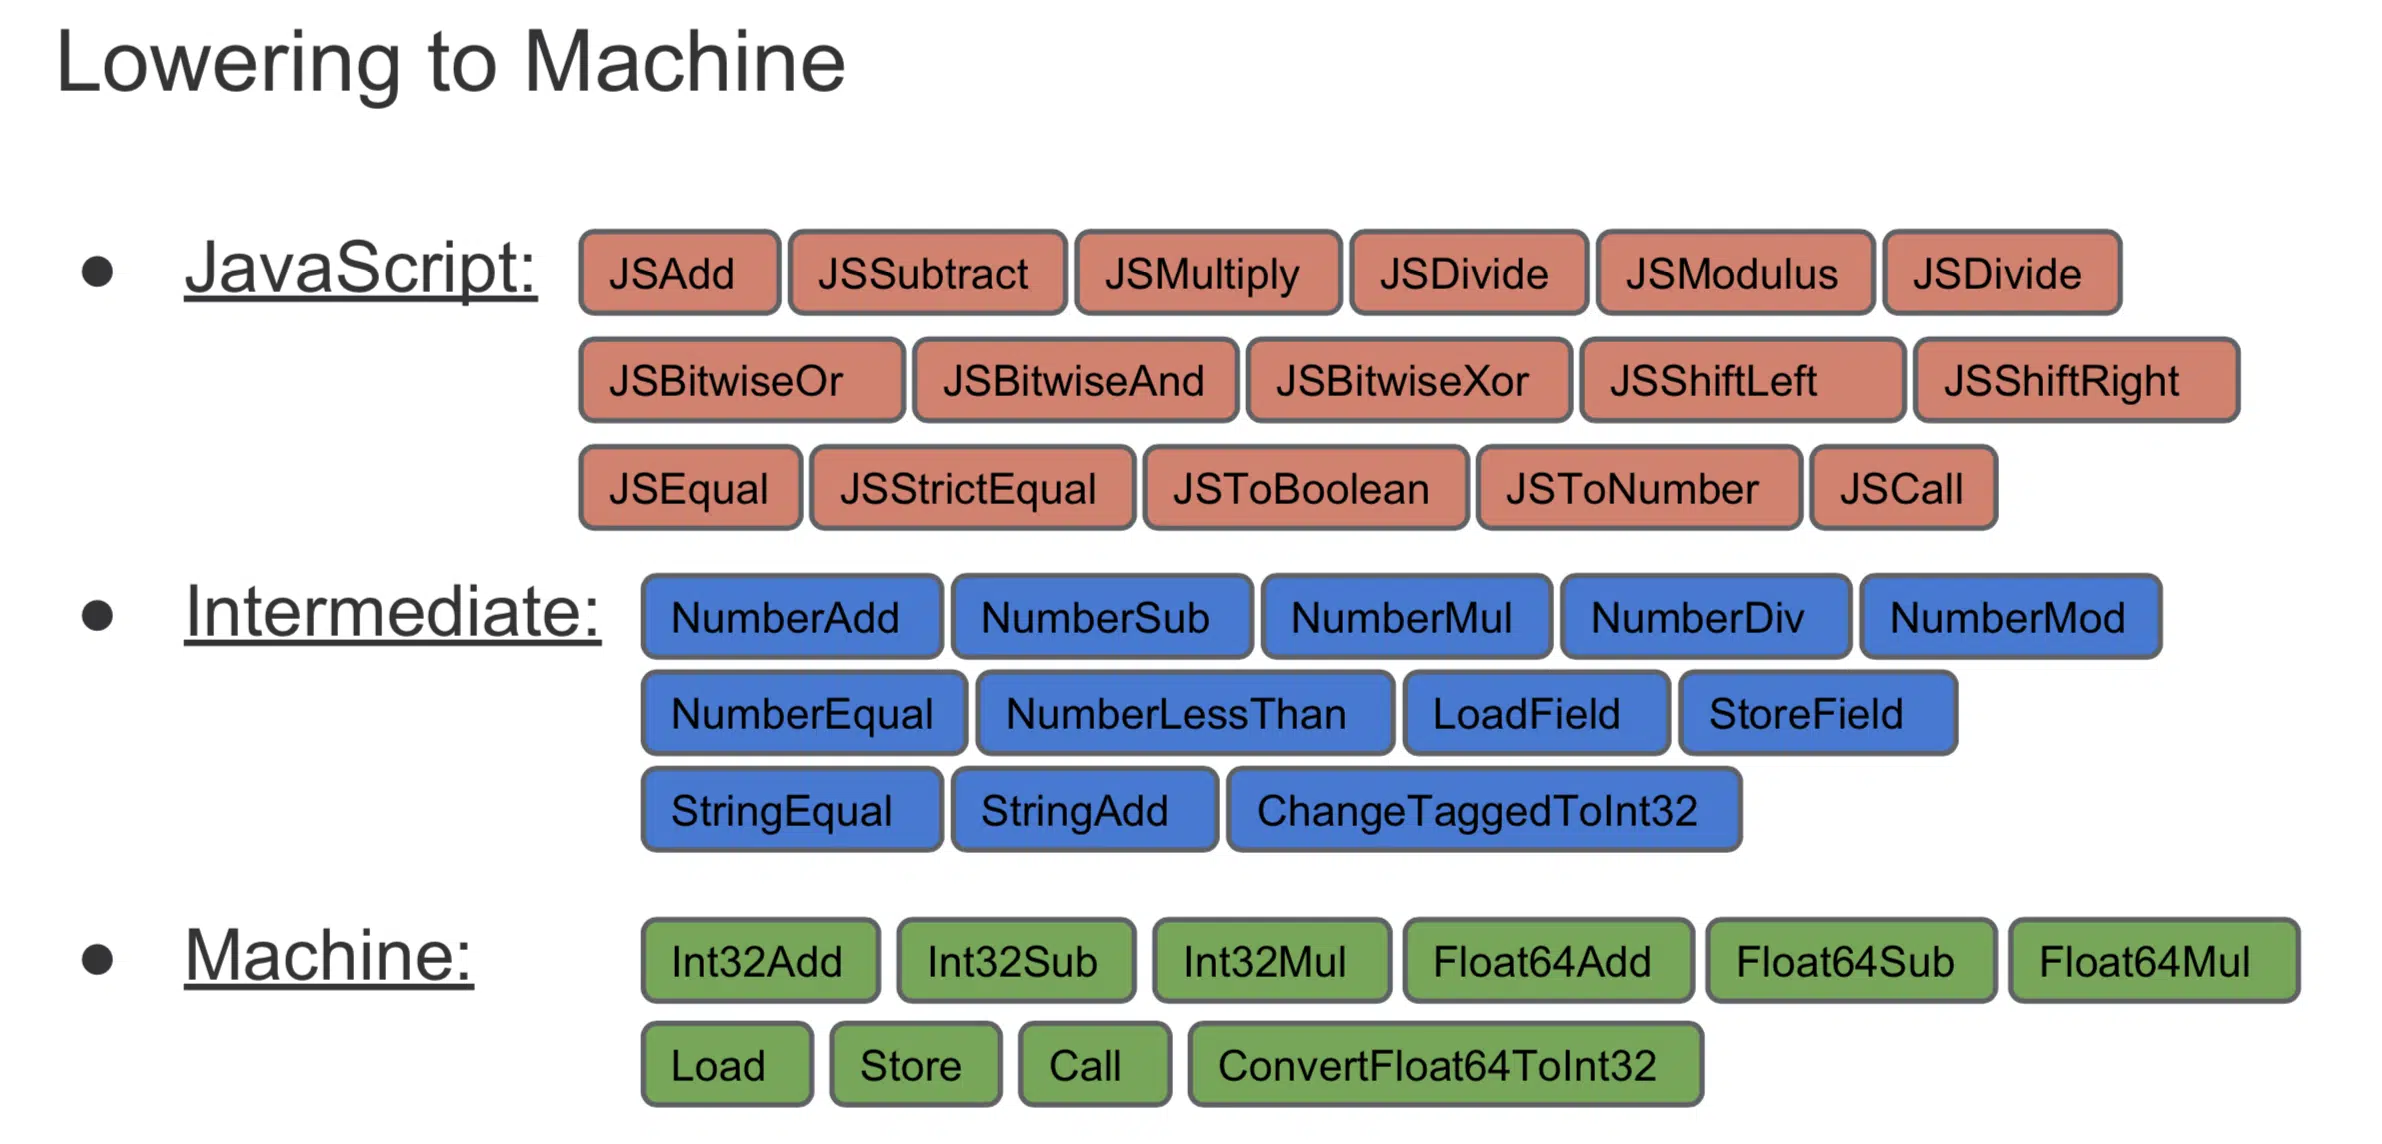 Lowering to Machine
● JavaScript: JSAdd JSSubtract JSMultiply JSDivide JSModulus JSDivide
JSBitwiseOr JSBitwiseAnd JSBitwiseXor JSShiftLeft JSShiftRight
JSEqual JSStrictEqual JSToBoolean JSToNumber JSCall
● Intermediate: NumberAdd NumberSub NumberMul NumberDiv NumberMod
NumberEqual NumberLessThan LoadField StoreField
StringEqual StringAdd ChangeTaggedToInt32
● Machine: Int32Add Int32Sub Int32Mul Float64Add Float64Sub Float64Mul
Load Store Call ConvertFloat64ToInt32